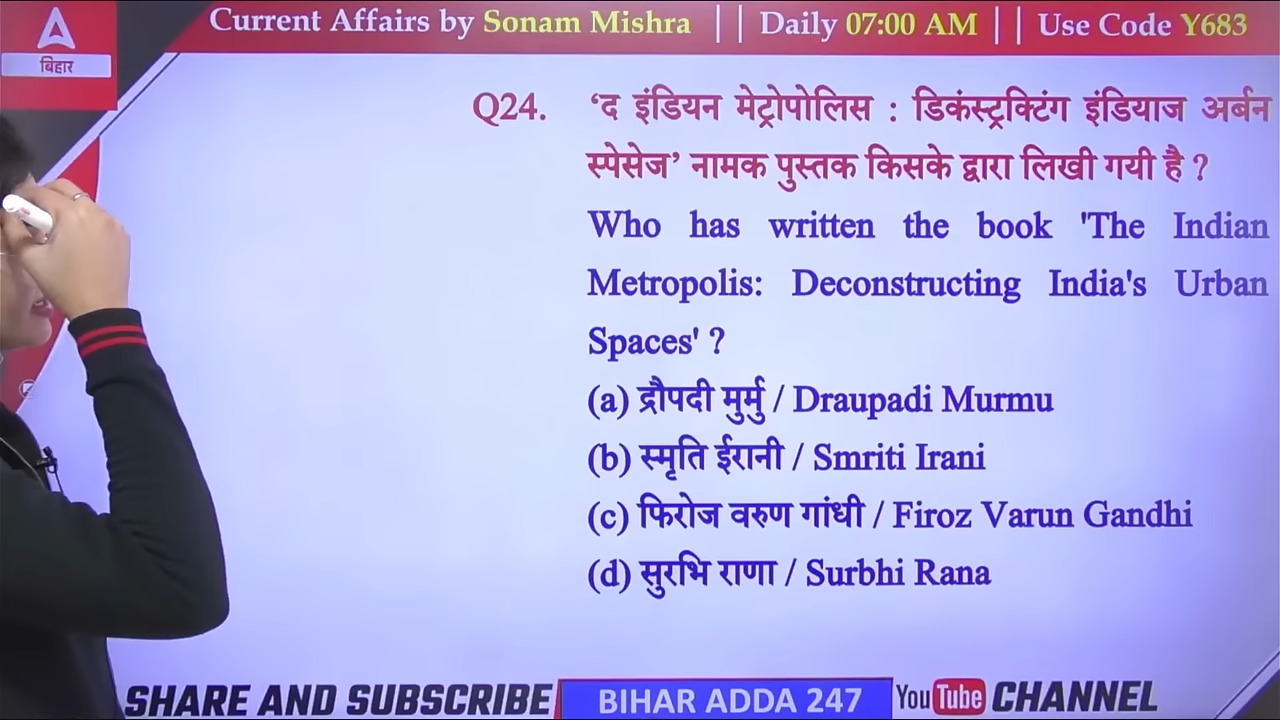 Current Affairs by Sonam Mishra || Daily 07:00 AM || Use Code Y683
बिहार
Q24. ‘द इंडियन मेट्रोपोलिस : डिकंस्ट्रक्टिंग इंडियाज अर्बन
स्पेसेज’ नामक पुस्तक किसके द्वारा लिखी गयी है ?
Who has written the book 'The Indian
Metropolis: Deconstructing India's Urban
Spaces' ?
(a) द्रौपदी मुर्मु / Draupadi Murmu
(b) स्मृति ईरानी / Smriti Irani
(c) फिरोज वरुण गांधी / Firoz Varun Gandhi
(d) सुरभि राणा / Surbhi Rana
SHARE AND SUBSCRIBE BIHAR ADDA 247 YouTube CHANNEL